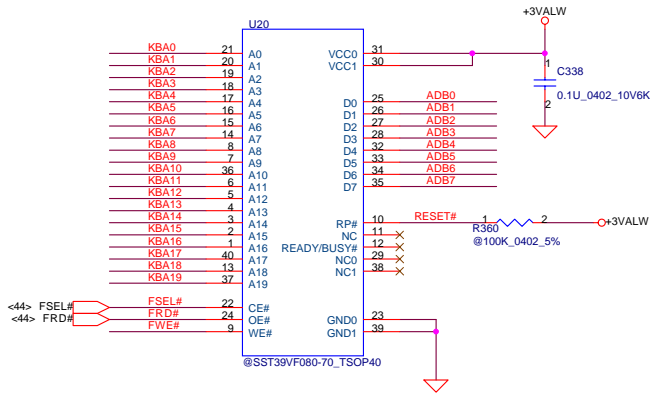 +3VALW
U20
KBA0 21 A0 VCC0 31
KBA1 20 A1 VCC1 30
KBA2 19 A2
KBA3 18 A3
KBA4 17 A4 D0 25 ADB0
KBA5 16 A5 D1 26 ADB1
KBA6 15 A6 D2 27 ADB2
KBA7 14 A7 D3 28 ADB3
KBA8 8 A8 D4 32 ADB4
KBA9 7 A9 D5 33 ADB5
KBA10 36 A10 D6 34 ADB6
KBA11 6 A11 D7 35 ADB7
KBA12 5 A12
KBA13 4 A13
KBA14 3 A14 RP# 10 RESET# 1 2 +3VALW
KBA15 2 A15 NC 11 R360
KBA16 1 A16 READY/BUSY# 12 @100K_0402_5%
KBA17 40 A17 NC0 29
KBA18 13 A18 NC1 38
KBA19 37 A19
<44> FSEL# FSEL# 22 CE# GND0 23
<44> FRD# FRD# 24 OE# GND1 39
FWE# 9 WE#
@SST39VF080-70_TSOP40
1
C338
0.1U_0402_10V6K
2